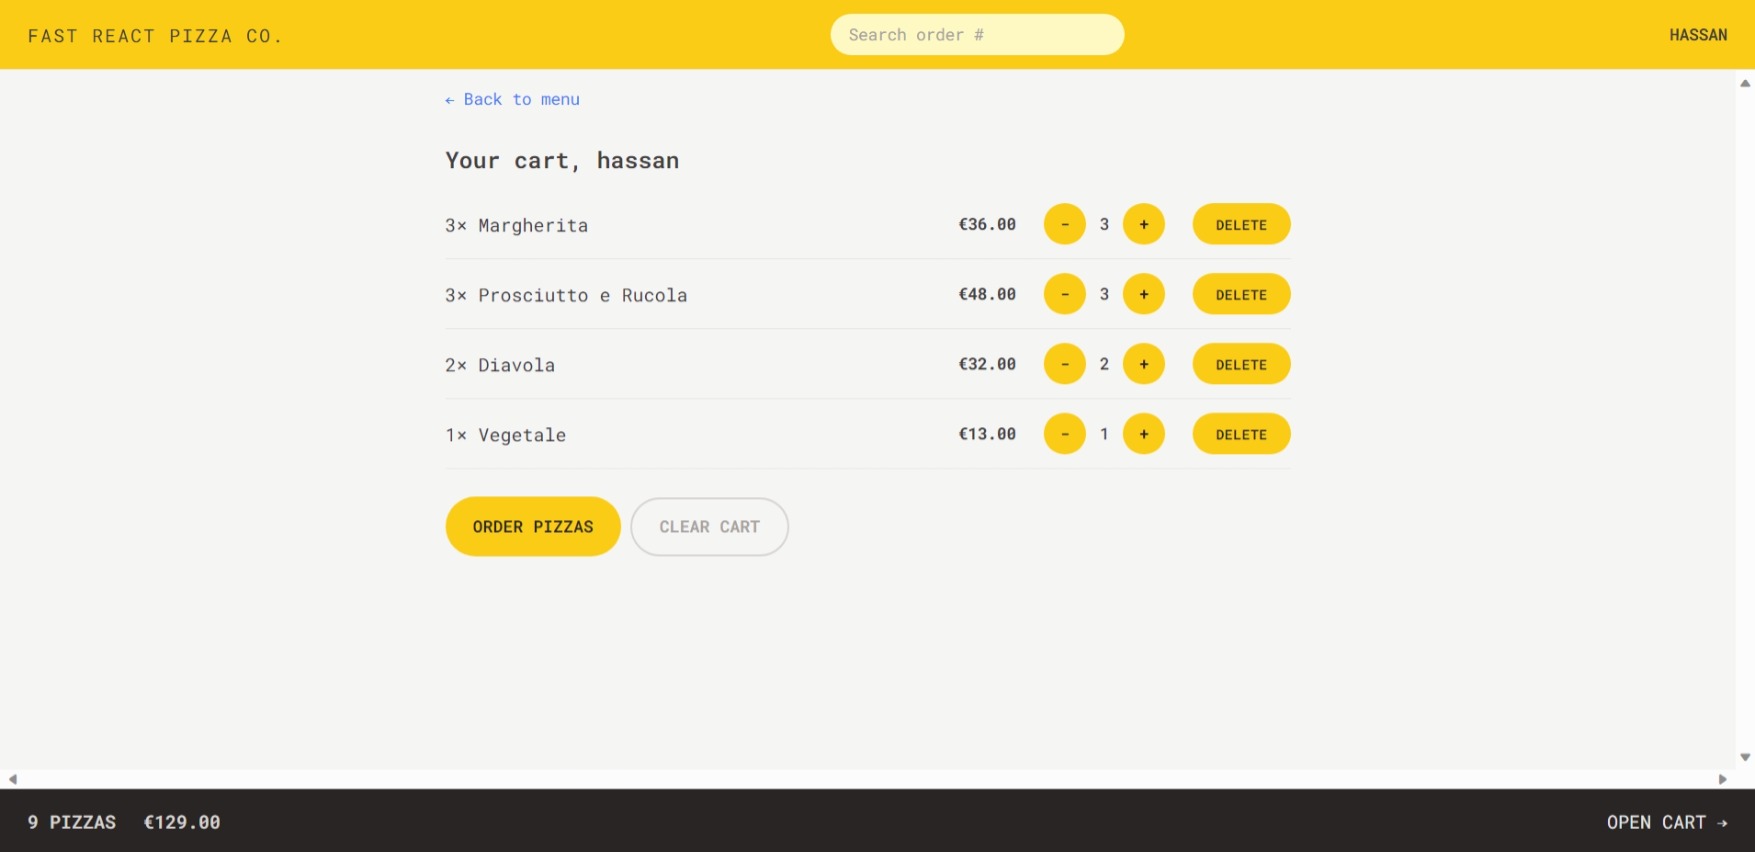 FAST REACT PIZZA CO.
Search order #
HASSAN
← Back to menu
Your cart, hassan
3× Margherita €36.00 - 3 + DELETE
3× Prosciutto e Rucola €48.00 - 3 + DELETE
2× Diavola €32.00 - 2 + DELETE
1× Vegetale €13.00 - 1 + DELETE
ORDER PIZZAS CLEAR CART
9 PIZZAS €129.00 OPEN CART →